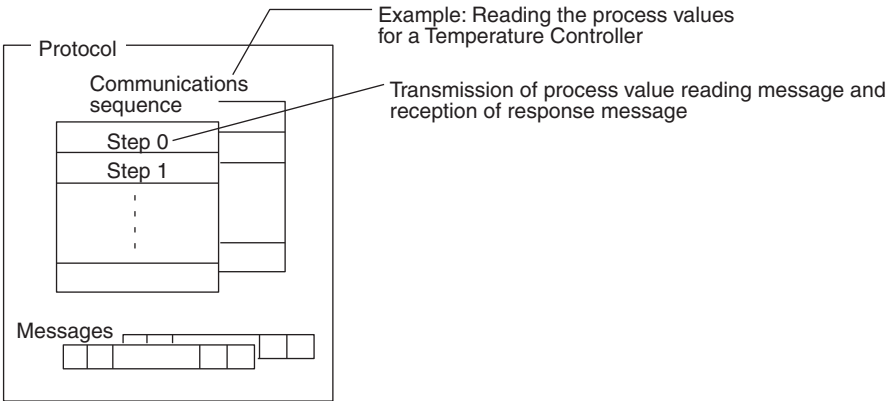 Example: Reading the process values
for a Temperature Controller
Protocol
Communications
sequence
Transmission of process value reading message and
reception of response message
Step 0
Step 1
Messages